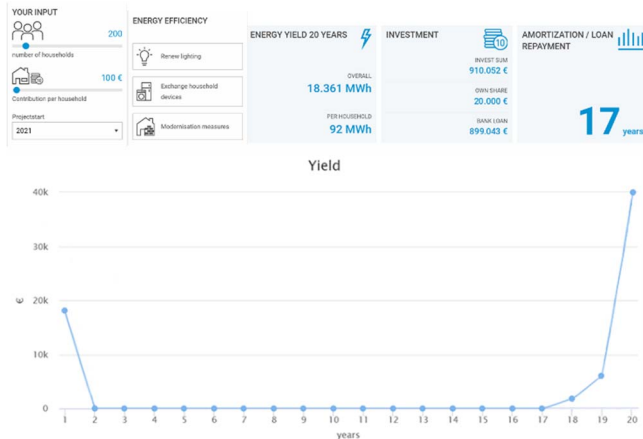 YOUR INPUT
200
number of households
100 €
Contribution per household
Projectstart
2021
ENERGY EFFICIENCY
Renew lighting
Exchange household
devices
Modernisation measures
ENERGY YIELD 20 YEARS
OVERALL
18.361 MWh
PER HOUSEHOLD
92 MWh
INVESTMENT
10
INVEST SUM
910.052 €
OWN SHARE
20.000 €
BANK LOAN
899.043 €
AMORTIZATION / LOAN
REPAYMENT
17 years
Yield
40k
30k
20k
10k
0
€
1 2 3 4 5 6 7 8 9 10 11 12 13 14 15 16 17 18 19 20
years